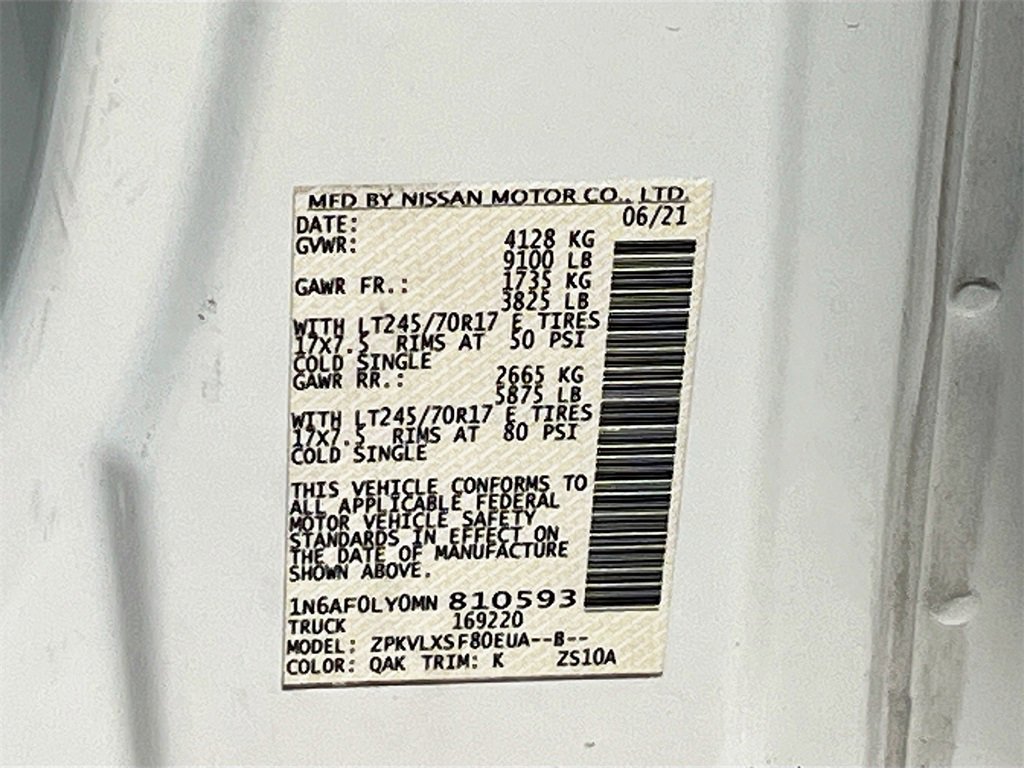 MFD BY NISSAN MOTOR CO., LTD.
DATE: 06/21
GVWR: 4128 KG
9100 LB
GAWR FR.: 1735 KG
3825 LB
WITH LT245/70R17 E TIRES
17X7.5 RIMS AT 50 PSI
COLD SINGLE
GAWR RR.: 2665 KG
5875 LB
WITH LT245/70R17 E TIRES
17X7.5 RIMS AT 80 PSI
COLD SINGLE
THIS VEHICLE CONFORMS TO
ALL APPLICABLE FEDERAL
MOTOR VEHICLE SAFETY
STANDARDS IN EFFECT ON
THE DATE OF MANUFACTURE
SHOWN ABOVE.
1N6AF0LY0MN 810593
TRUCK 169220
MODEL: ZPKVLXSF80EUA--B--
COLOR: QAK TRIM: K ZS10A